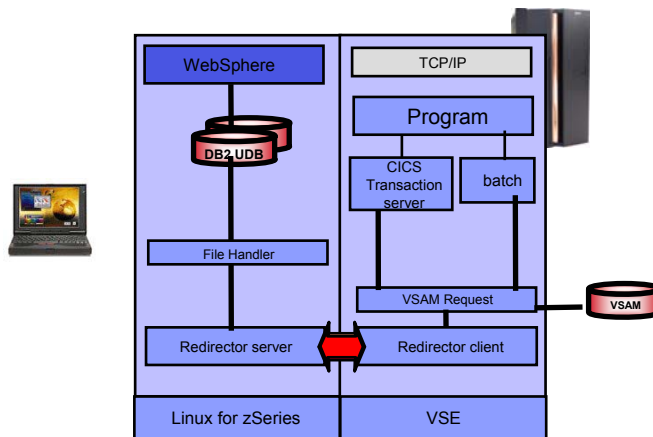 WebSphere
DB2 UDB
File Handler
Redirector server
Linux for zSeries
TCP/IP
Program
CICS
Transaction
server
batch
VSAM Request
VSAM
Redirector client
VSE